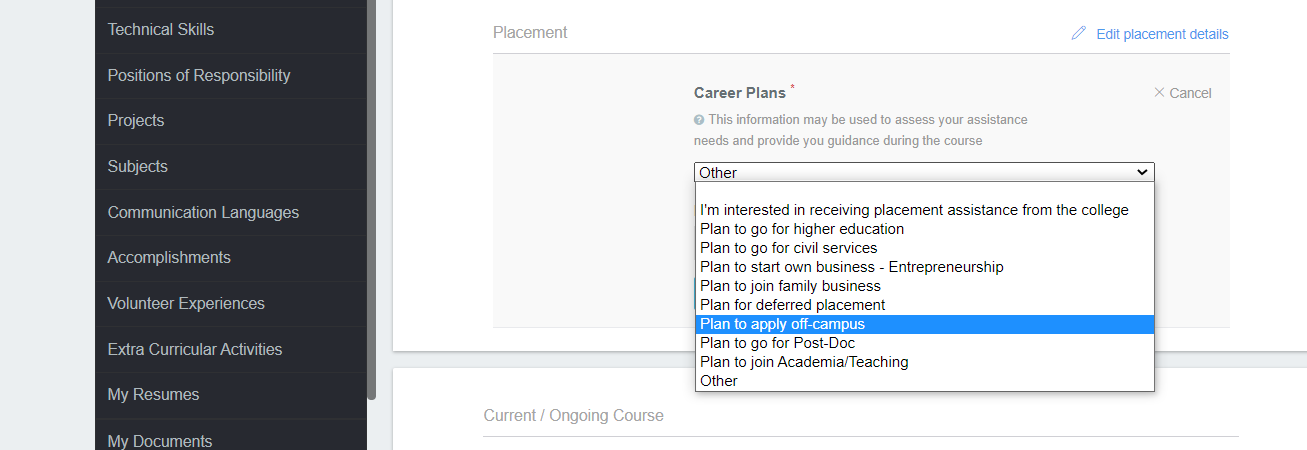 Technical Skills
Positions of Responsibility
Projects
Subjects
Communication Languages
Accomplishments
Volunteer Experiences
Extra Curricular Activities
My Resumes
My Documents
Placement
Edit placement details
Career Plans *
Cancel
? This information may be used to assess your assistance
needs and provide you guidance during the course
Other
I'm interested in receiving placement assistance from the college
Plan to go for higher education
Plan to go for civil services
Plan to start own business - Entrepreneurship
Plan to join family business
Plan for deferred placement
Plan to apply off-campus
Plan to go for Post-Doc
Plan to join Academia/Teaching
Other
Current / Ongoing Course